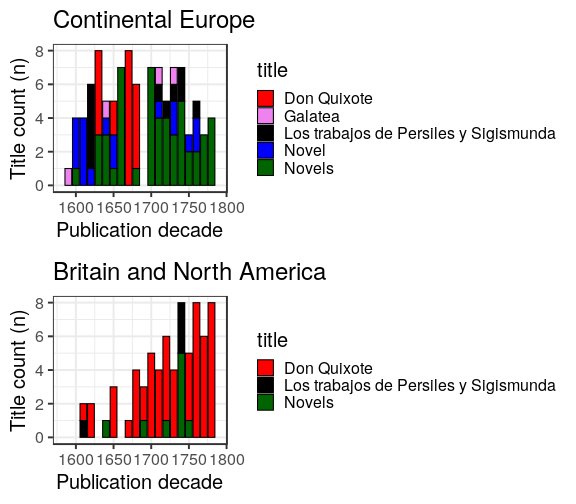 Continental Europe
Title count (n)
8
6
4
2
0
1600 1650 1700 1750 1800
Publication decade
title
Don Quixote
Galatea
Los trabajos de Persiles y Sigismunda
Novel
Novels
Britain and North America
Title count (n)
8
6
4
2
0
1600 1650 1700 1750 1800
Publication decade
title
Don Quixote
Los trabajos de Persiles y Sigismunda
Novels